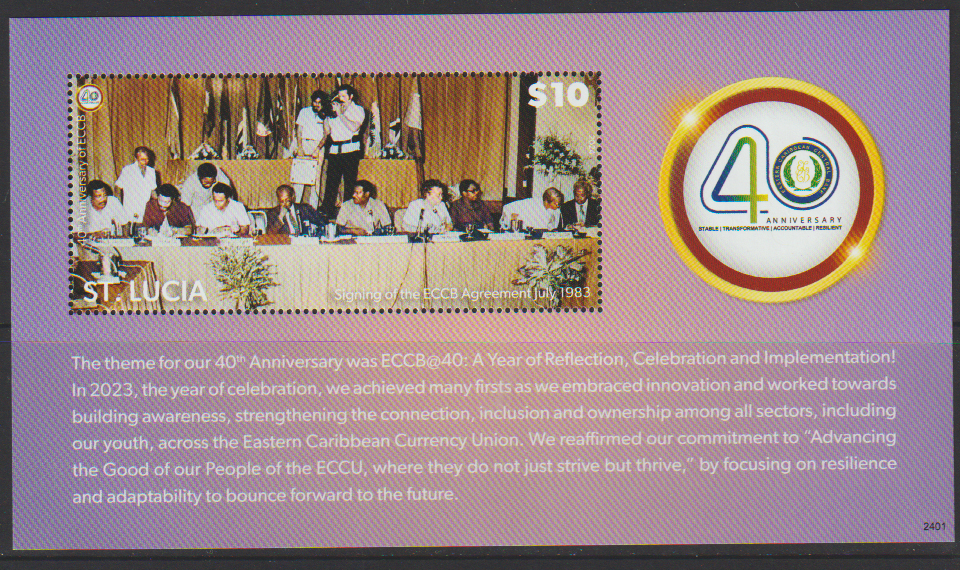 $10
40
40th Anniversary of ECCB
ST. LUCIA
Signing of the ECCB Agreement July 1983
40
EASTERN CARIBBEAN CENTRAL BANK
ANNIVERSARY
STABLE | TRANSFORMATIVE | ACCOUNTABLE | RESILIENT
The theme for our 40th Anniversary was ECCB@40: A Year of Reflection, Celebration and Implementation!
In 2023, the year of celebration, we achieved many firsts as we embraced innovation and worked towards
building awareness, strengthening the connection, inclusion and ownership among all sectors, including
our youth, across the Eastern Caribbean Currency Union. We reaffirmed our commitment to “Advancing
the Good of our People of the ECCU, where they do not just strive but thrive,” by focusing on resilience
and adaptability to bounce forward to the future.
2401